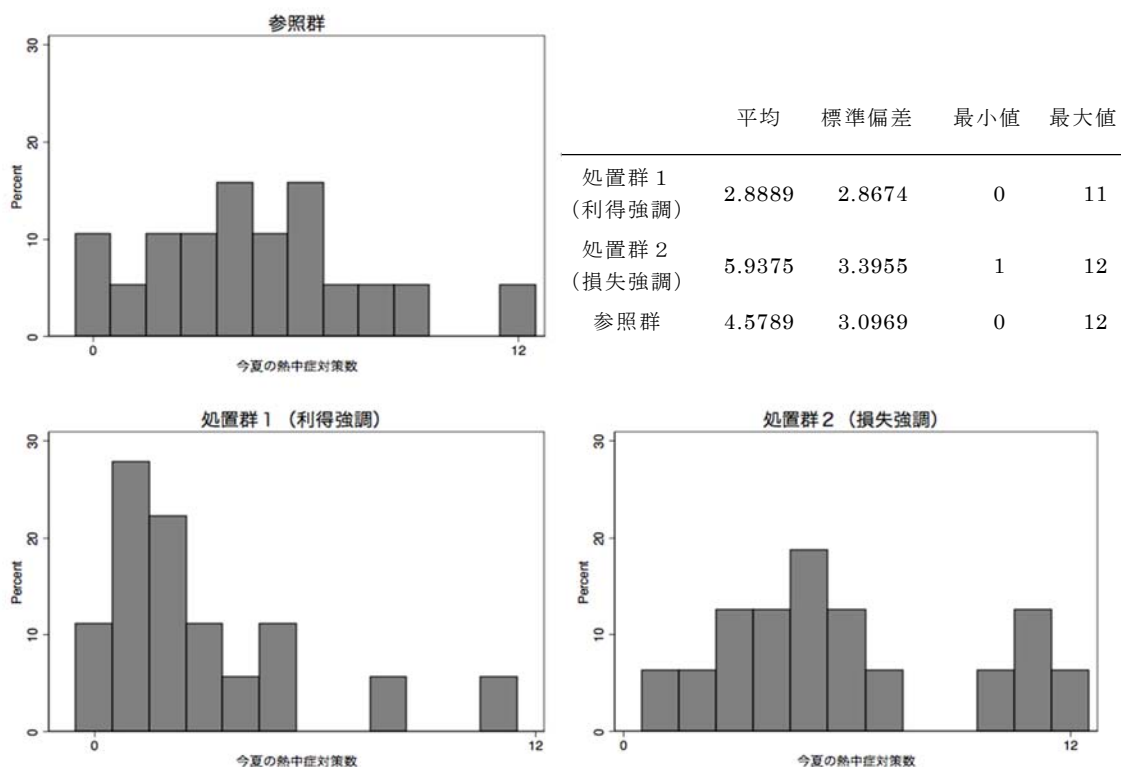 参照群
30
20
10
0
Percent
0
12
今夏の熱中症対策数
平均 標準偏差 最小値 最大値
処置群1
(利得強調)
2.8889 2.8674 0 11
処置群2
(損失強調)
5.9375 3.3955 1 12
参照群 4.5789 3.0969 0 12
処置群1(利得強調)
30
20
10
0
Percent
0
12
今夏の熱中症対策数
処置群2(損失強調)
30
20
10
0
Percent
0
12
今夏の熱中症対策数